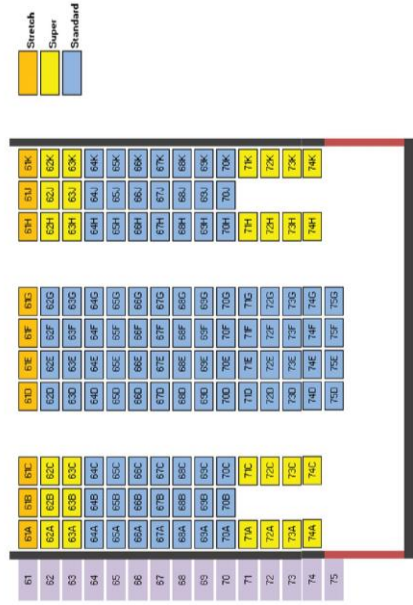 61 61A 61B 61C 61D 61E 61F 61G 61H 61J 61K Stretch
62 62A 62B 62C 62D 62E 62F 62G 62H 62J 62K Super
63 63A 63B 63C 63D 63E 63F 63G 63H 63J 63K Standard
64 64A 64B 64C 64D 64E 64F 64G 64H 64J 64K
65 65A 65B 65C 65D 65E 65F 65G 65H 65J 65K
66 66A 66B 66C 66D 66E 66F 66G 66H 66J 66K
67 67A 67B 67C 67D 67E 67F 67G 67H 67J 67K
68 68A 68B 68C 68D 68E 68F 68G 68H 68J 68K
69 69A 69B 69C 69D 69E 69F 69G 69H 69J 69K
70 70A 70B 70C 70D 70E 70F 70G 70H 70J 70K
71 71A 71C 71D 71E 71F 71G 71H 71K
72 72A 72C 72D 72E 72F 72G 72H 72K
73 73A 73C 73D 73E 73F 73G 73H 73K
74 74A 74C 74D 74E 74F 74G 74H 74K
75 75D 75E 75F 75G